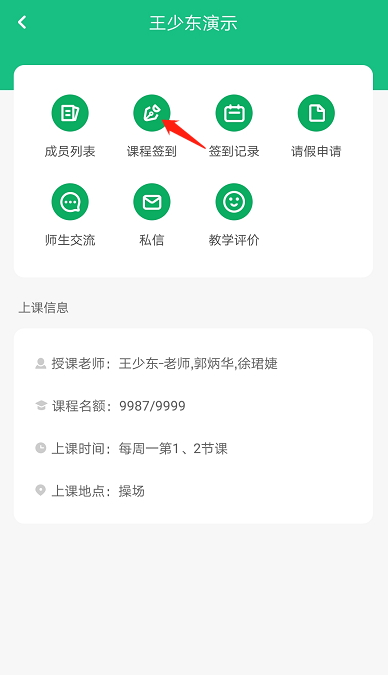 王少东演示
成员列表 课程签到 签到记录 请假申请
师生交流 私信 教学评价
上课信息
授课老师：王少东-老师,郭炳华,徐珺婕
课程名额：9987/9999
上课时间：每周一第1、2节课
上课地点：操场